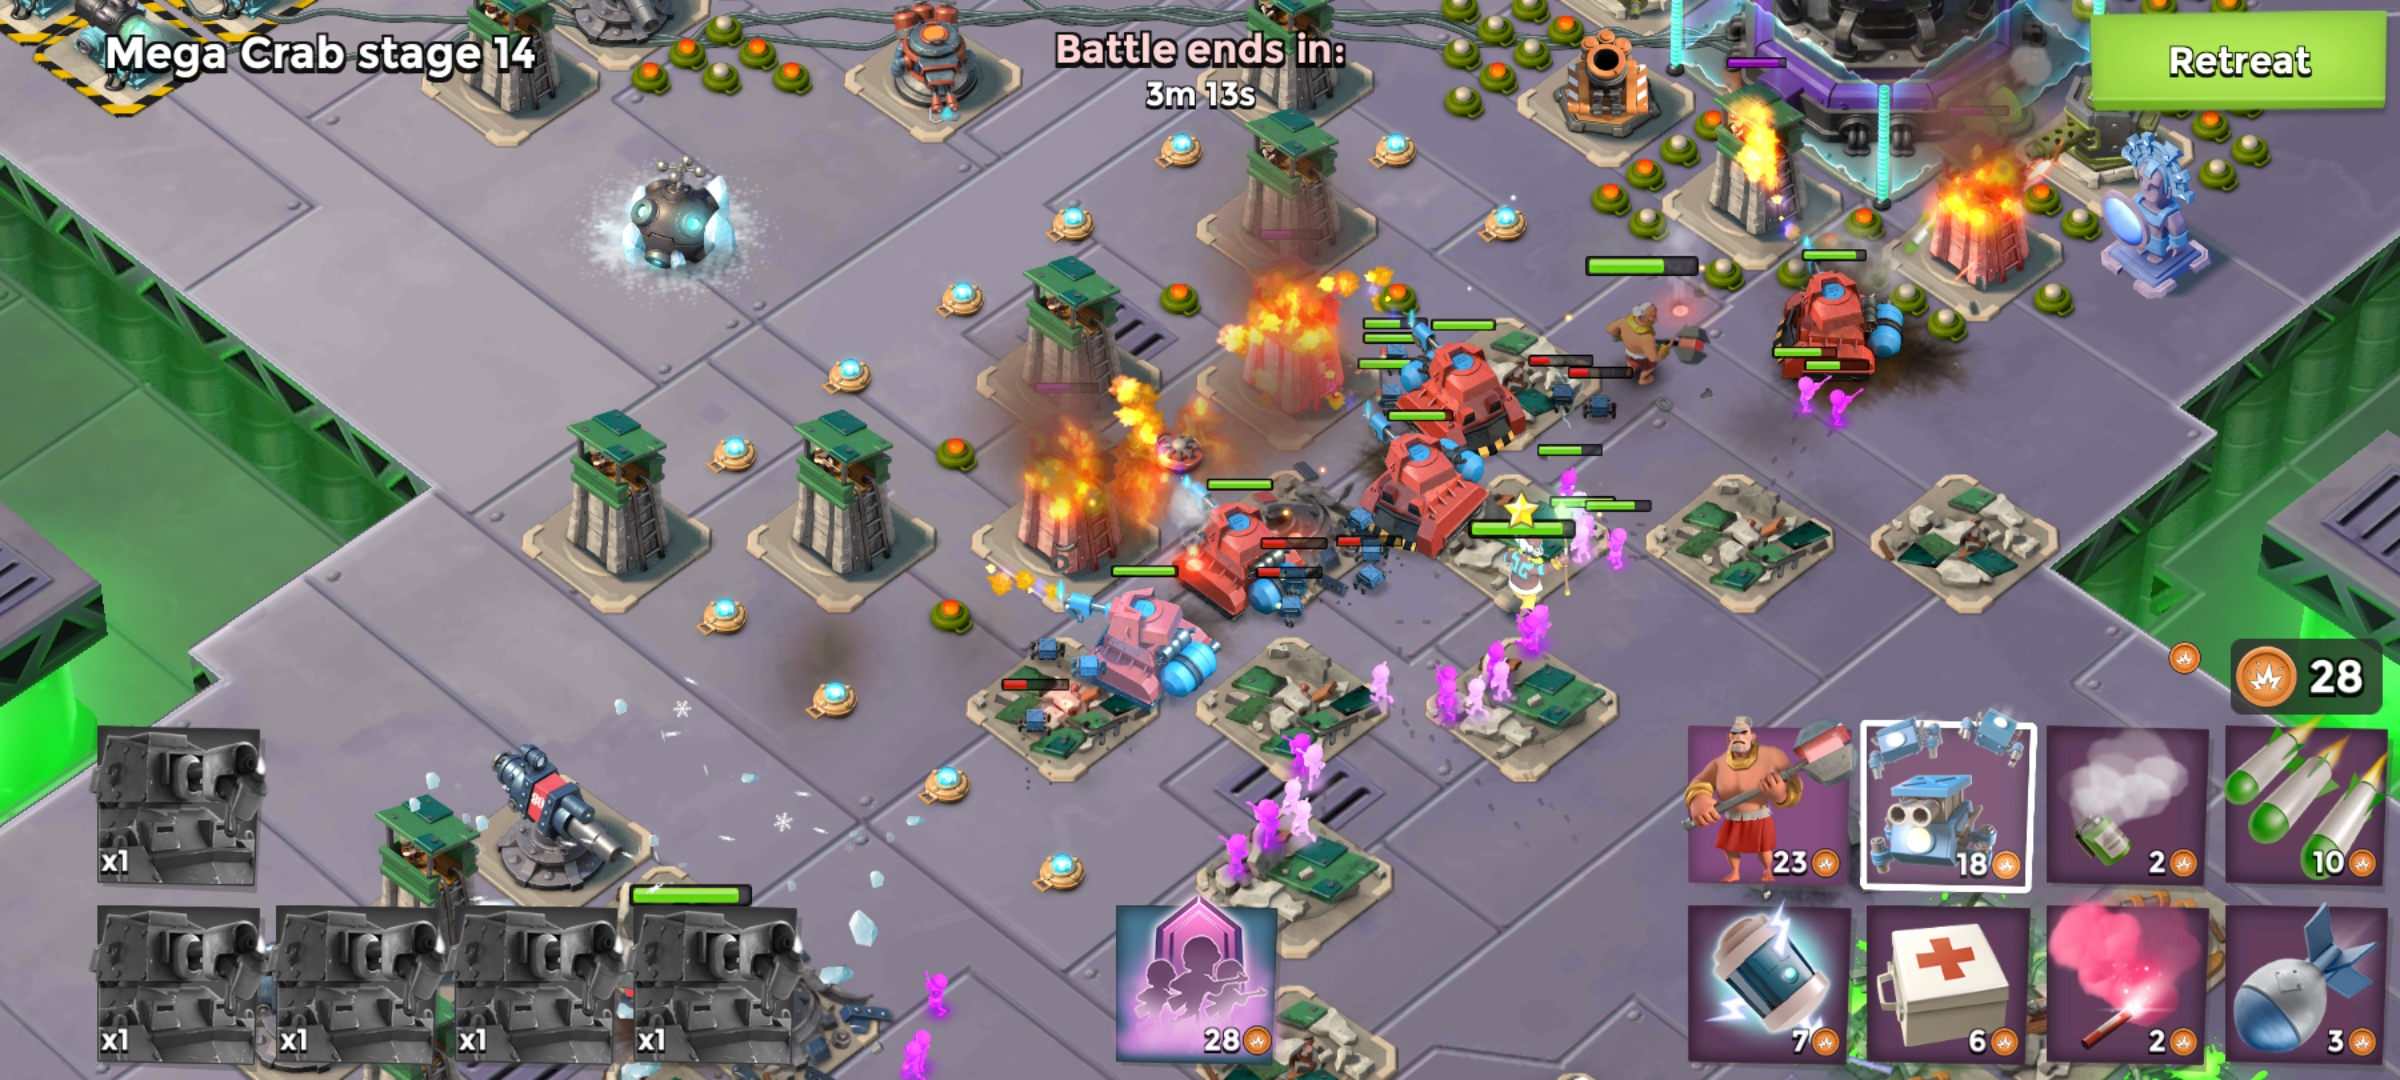 Mega Crab stage 14
Battle ends in:
3m 13s
Retreat
28
x1
23
18
2
10
x1
x1
x1
x1
28
7
6
2
3